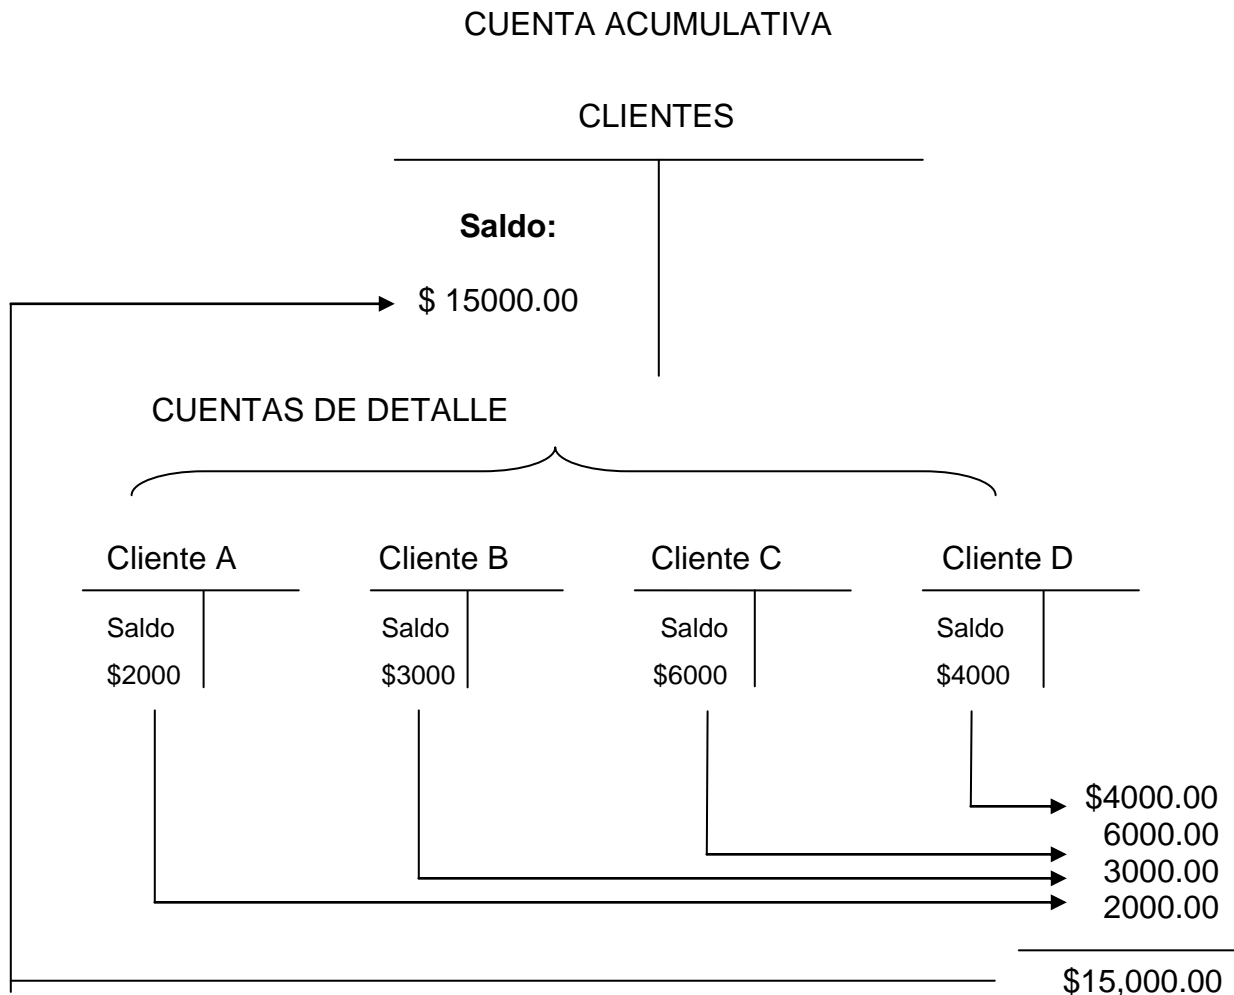 CUENTA ACUMULATIVA
CLIENTES
Saldo:
$ 15000.00
CUENTAS DE DETALLE
Cliente A Cliente B Cliente C Cliente D
Saldo Saldo Saldo Saldo
$2000 $3000 $6000 $4000
$4000.00
6000.00
3000.00
2000.00
$15,000.00